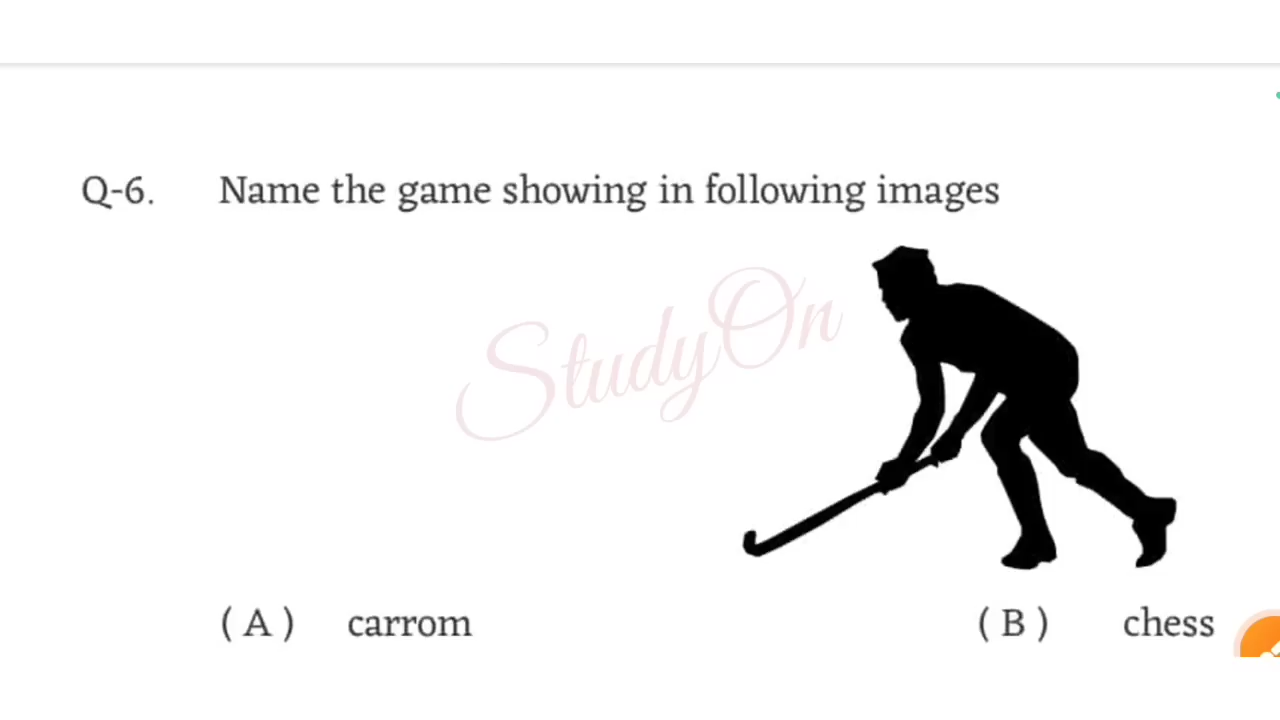 Q-6. Name the game showing in following images
StudyOn
( A ) carrom ( B ) chess